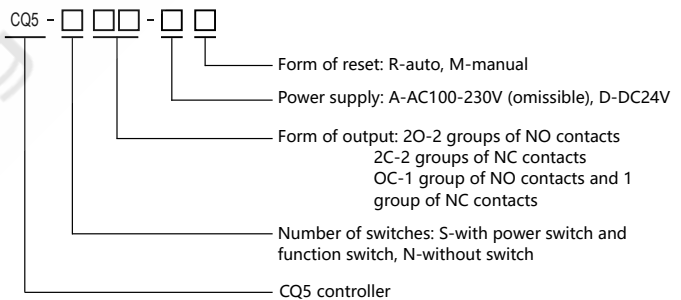 CQ5 - □ □□ - □ □
Form of reset: R-auto, M-manual
Power supply: A-AC100-230V (omissible), D-DC24V
Form of output: 2O-2 groups of NO contacts
2C-2 groups of NC contacts
OC-1 group of NO contacts and 1
group of NC contacts
Number of switches: S-with power switch and
function switch, N-without switch
CQ5 controller